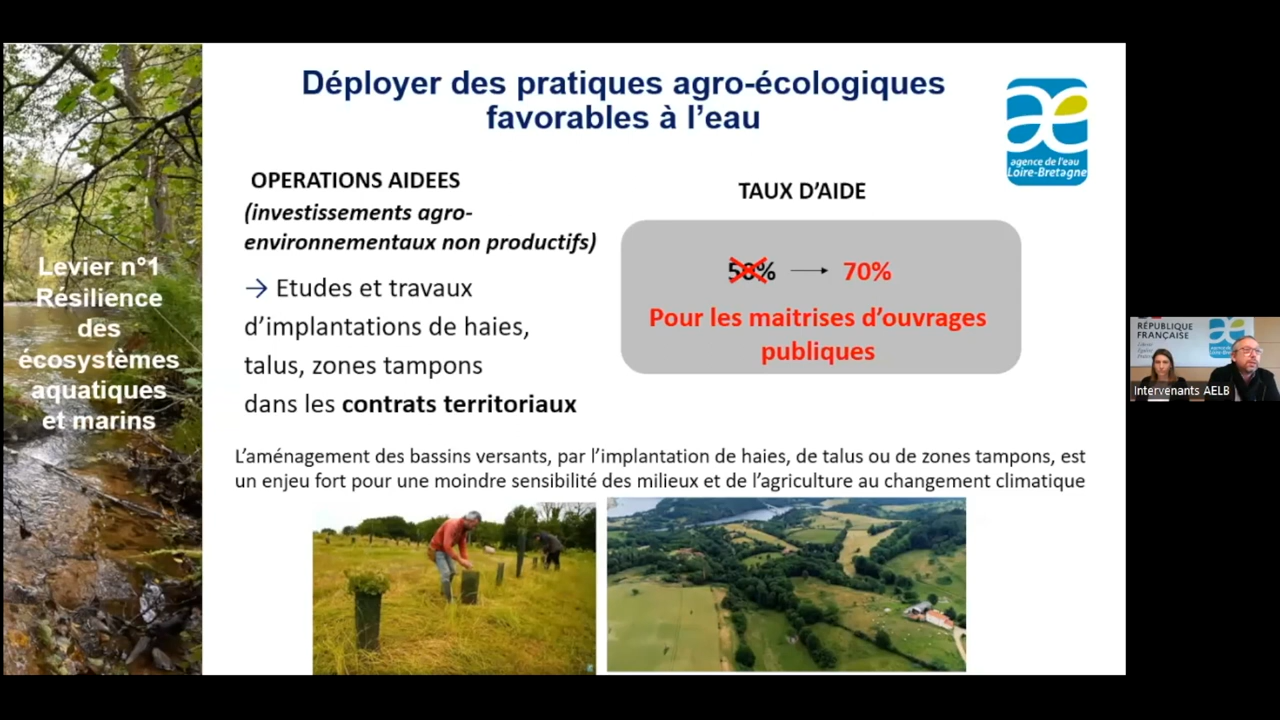 Déployer des pratiques agro-écologiques
favorables à l'eau
agence de l'eau
Loire-Bretagne
Levier n°1
Résilience
des
écosystèmes
aquatiques
et marins
OPERATIONS AIDEES
(investissements agro-
environnementaux non productifs)
→ Etudes et travaux
d'implantations de haies,
talus, zones tampons
dans les contrats territoriaux
TAUX D'AIDE
50% → 70%
Pour les maitrises d'ouvrages
publiques
L'aménagement des bassins versants, par l'implantation de haies, de talus ou de zones tampons, est
un enjeu fort pour une moindre sensibilité des milieux et de l'agriculture au changement climatique
RÉPUBLIQUE
FRANÇAISE
Intervenants AELB